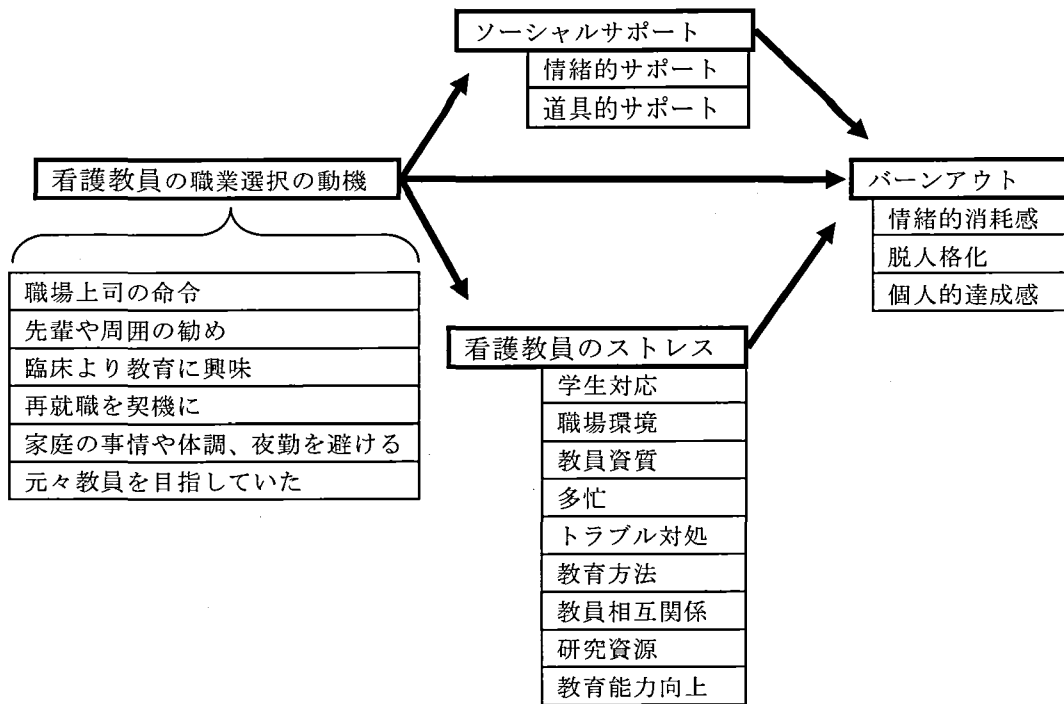 ソーシャルサポート
情緒的サポート
道具的サポート
看護教員の職業選択の動機
職場上司の命令
先輩や周囲の勧め
臨床より教育に興味
再就職を契機に
家庭の事情や体調、夜勤を避ける
元々教員を目指していた
看護教員のストレス
学生対応
職場環境
教員資質
多忙
トラブル対処
教育方法
教員相互関係
研究資源
教育能力向上
バーンアウト
情緒的消耗感
脱人格化
個人的達成感